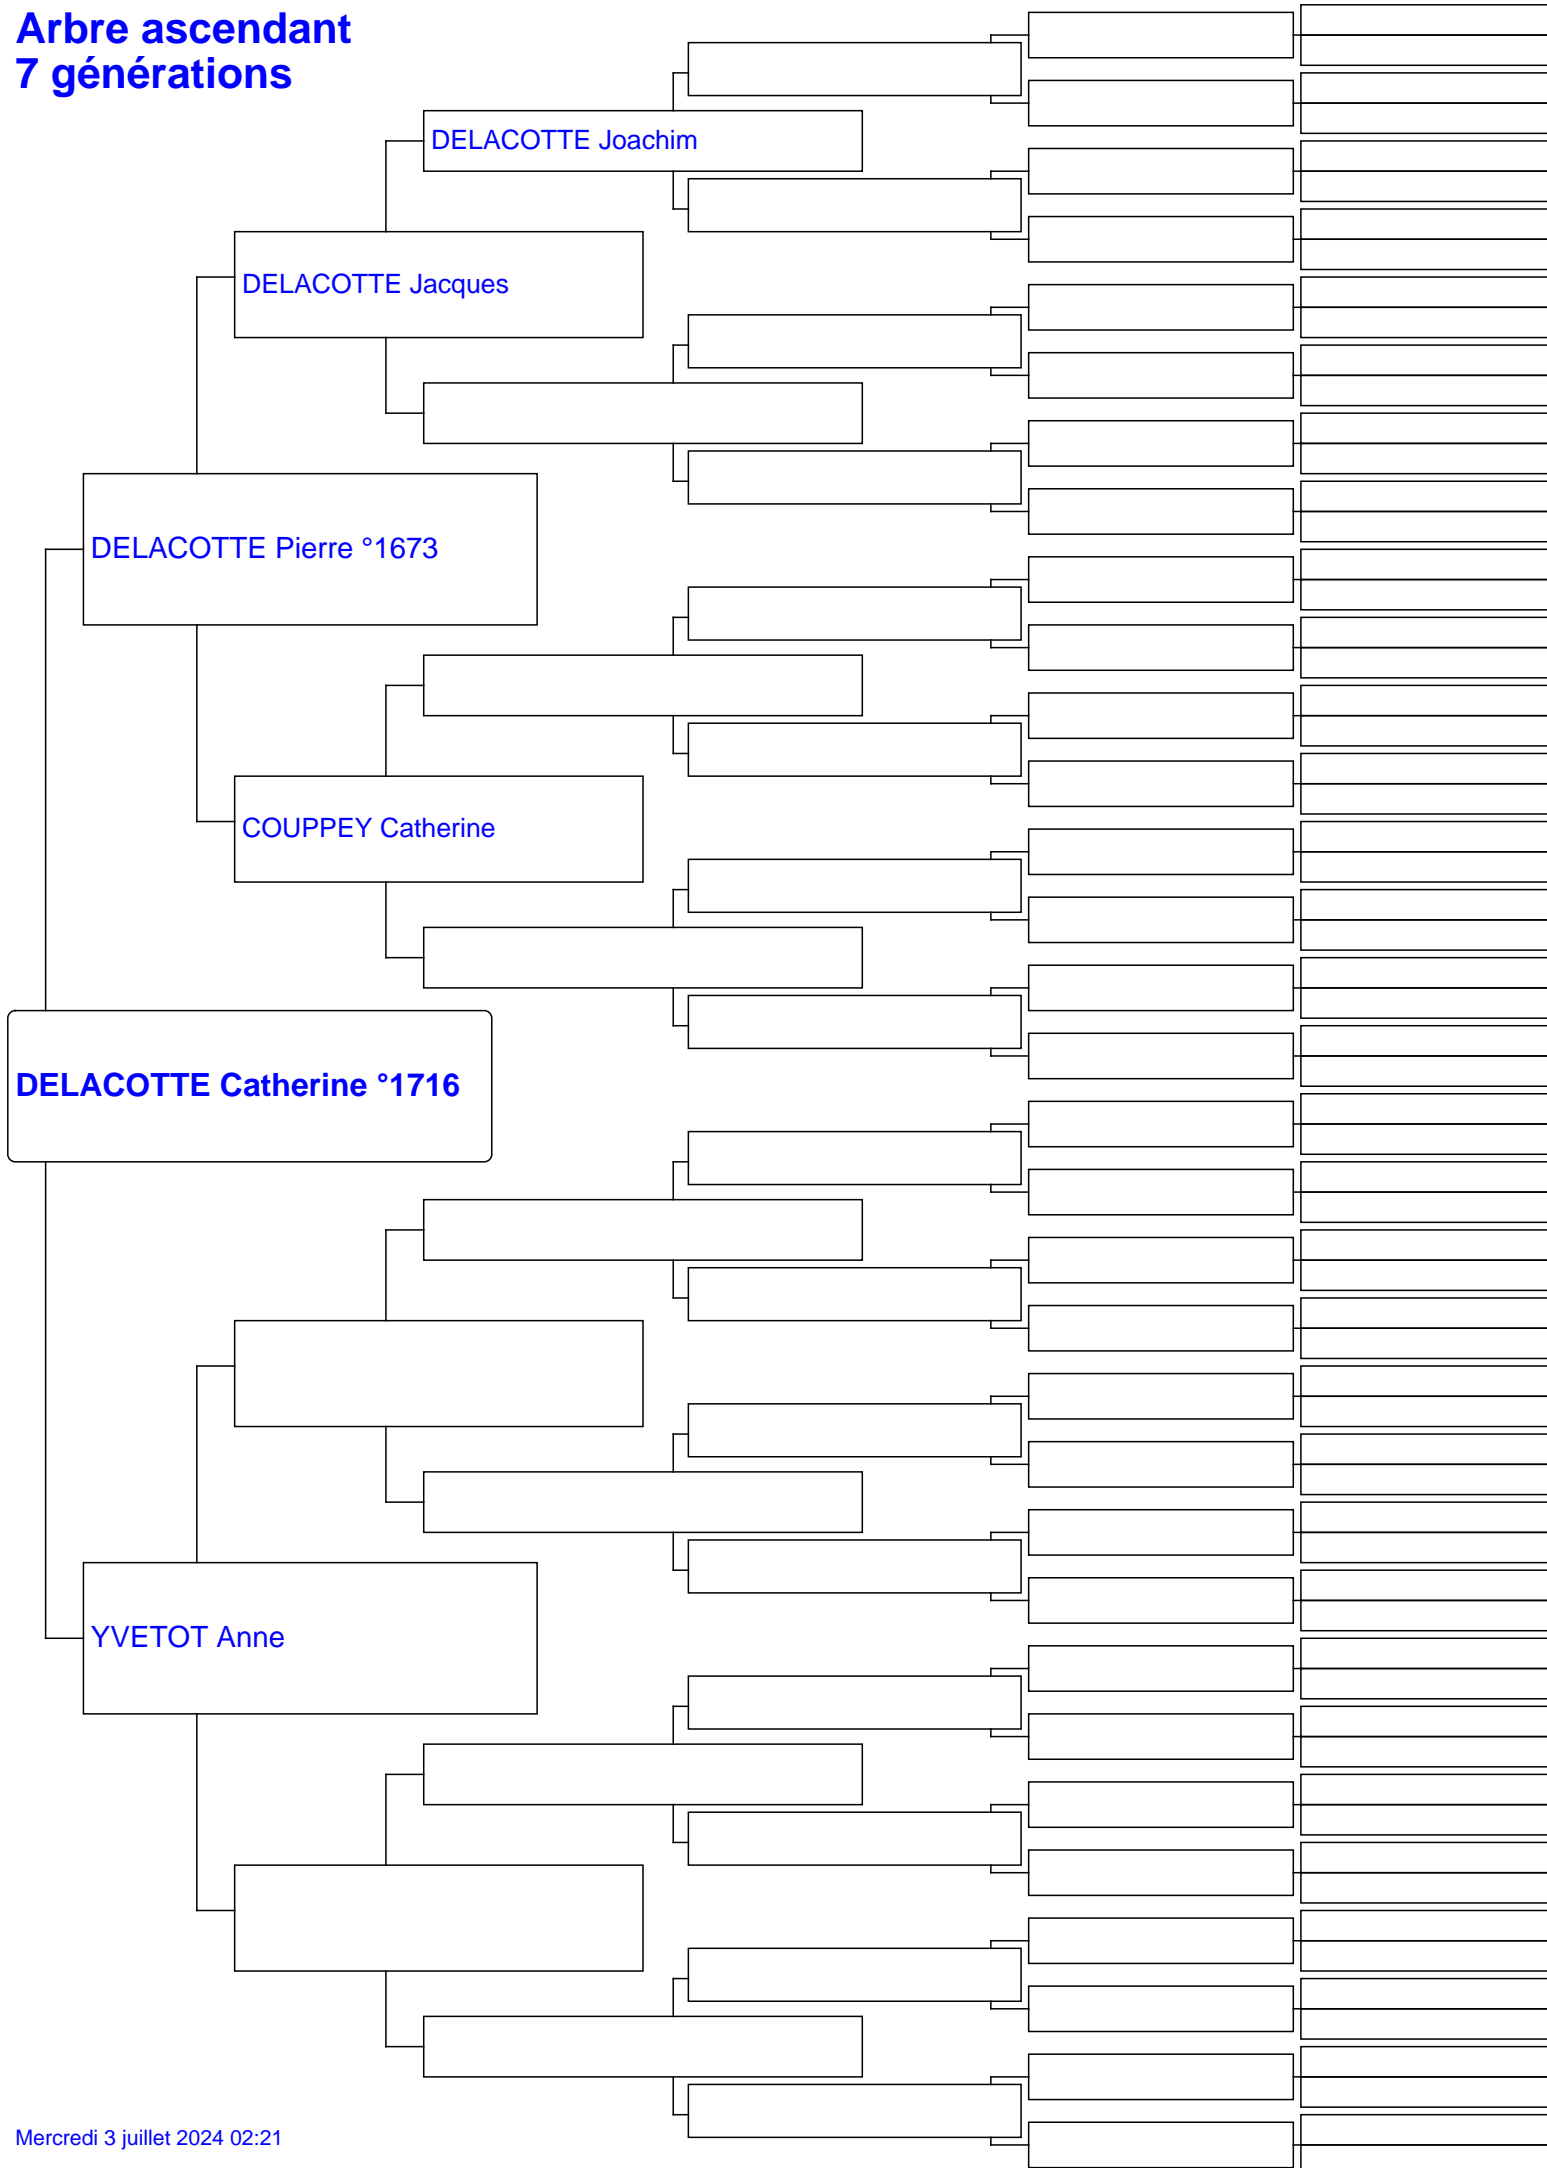 Arbre ascendant
7 générations
DELACOTTE Joachim
DELACOTTE Jacques
DELACOTTE Pierre °1673
COUPPEY Catherine
DELACOTTE Catherine °1716
YVETOT Anne
Mercredi 3 juillet 2024 02:21